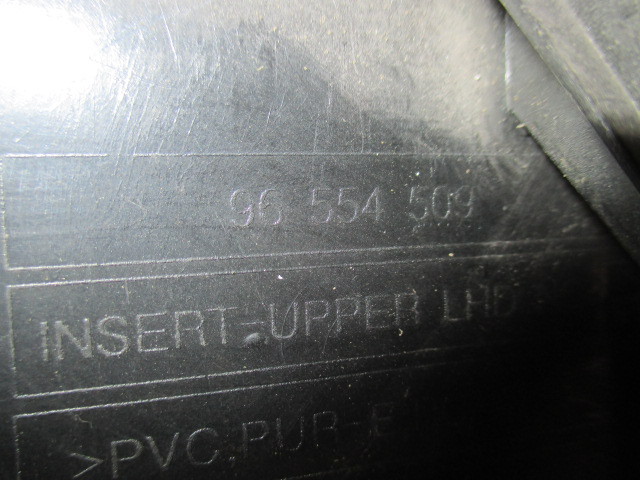 96 554 509
INSERT-UPPER LHD
>PVC,PUR-E